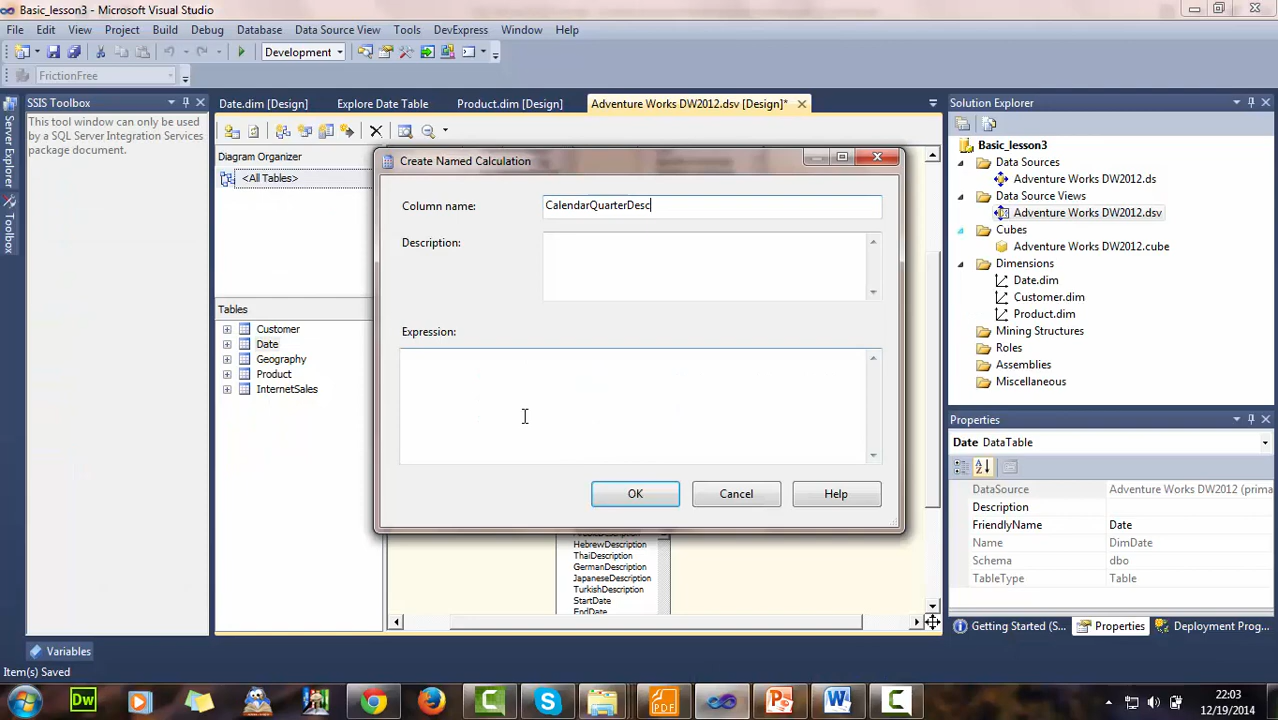 Basic_lesson3 - Microsoft Visual Studio
File Edit View Project Build Debug Database Data Source View Tools DevExpress Window Help
Development
FrictionFree
SSIS Toolbox
This tool window can only be used by a SQL Server Integration Services package document.
Server Explorer
Toolbox
Date.dim [Design] Explore Date Table Product.dim [Design] Adventure Works DW2012.dsv [Design]*
Diagram Organizer
<All Tables>
Tables
Customer
Date
Geography
Product
InternetSales
Create Named Calculation
Column name: CalendarQuarterDesc
Description:
Expression:
OK Cancel Help
HebrewDescription
ThaiDescription
GermanDescription
JapaneseDescription
TurkishDescription
StartDate
EndDate
Solution Explorer
Basic_lesson3
Data Sources
Adventure Works DW2012.ds
Data Source Views
Adventure Works DW2012.dsv
Cubes
Adventure Works DW2012.cube
Dimensions
Date.dim
Customer.dim
Product.dim
Mining Structures
Roles
Assemblies
Miscellaneous
Properties
Date DataTable
DataSource Adventure Works DW2012 (prima
Description
FriendlyName Date
Name DimDate
Schema dbo
TableType Table
Getting Started (S... Properties Deployment Prog...
Variables
Item(s) Saved
Dw
PDF
22:03
12/19/2014